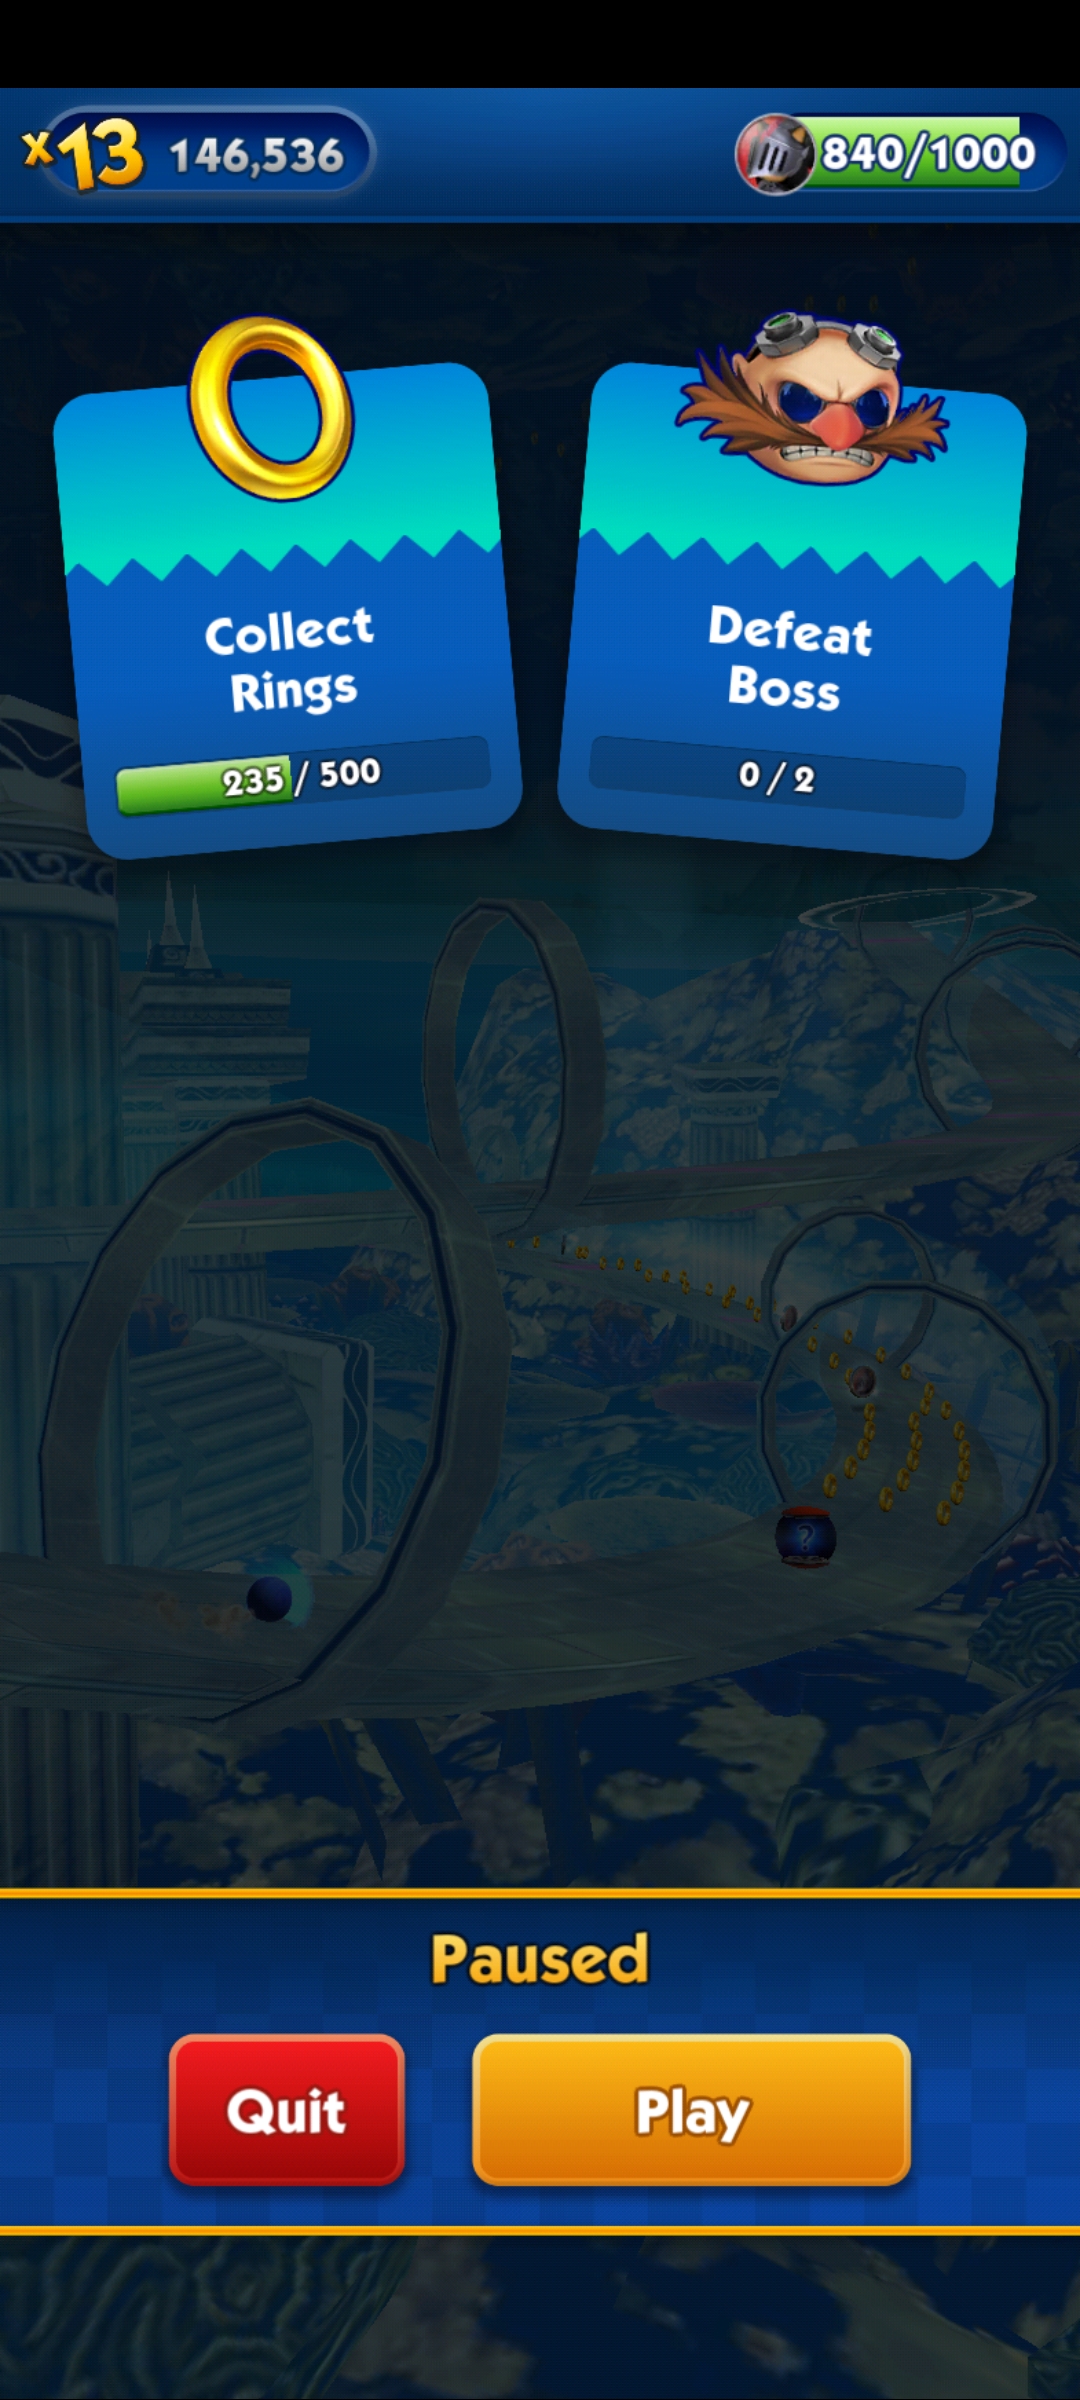 x13 146,536
840/1000
Collect
Rings
235 / 500
Defeat
Boss
0 / 2
?
Paused
Quit
Play